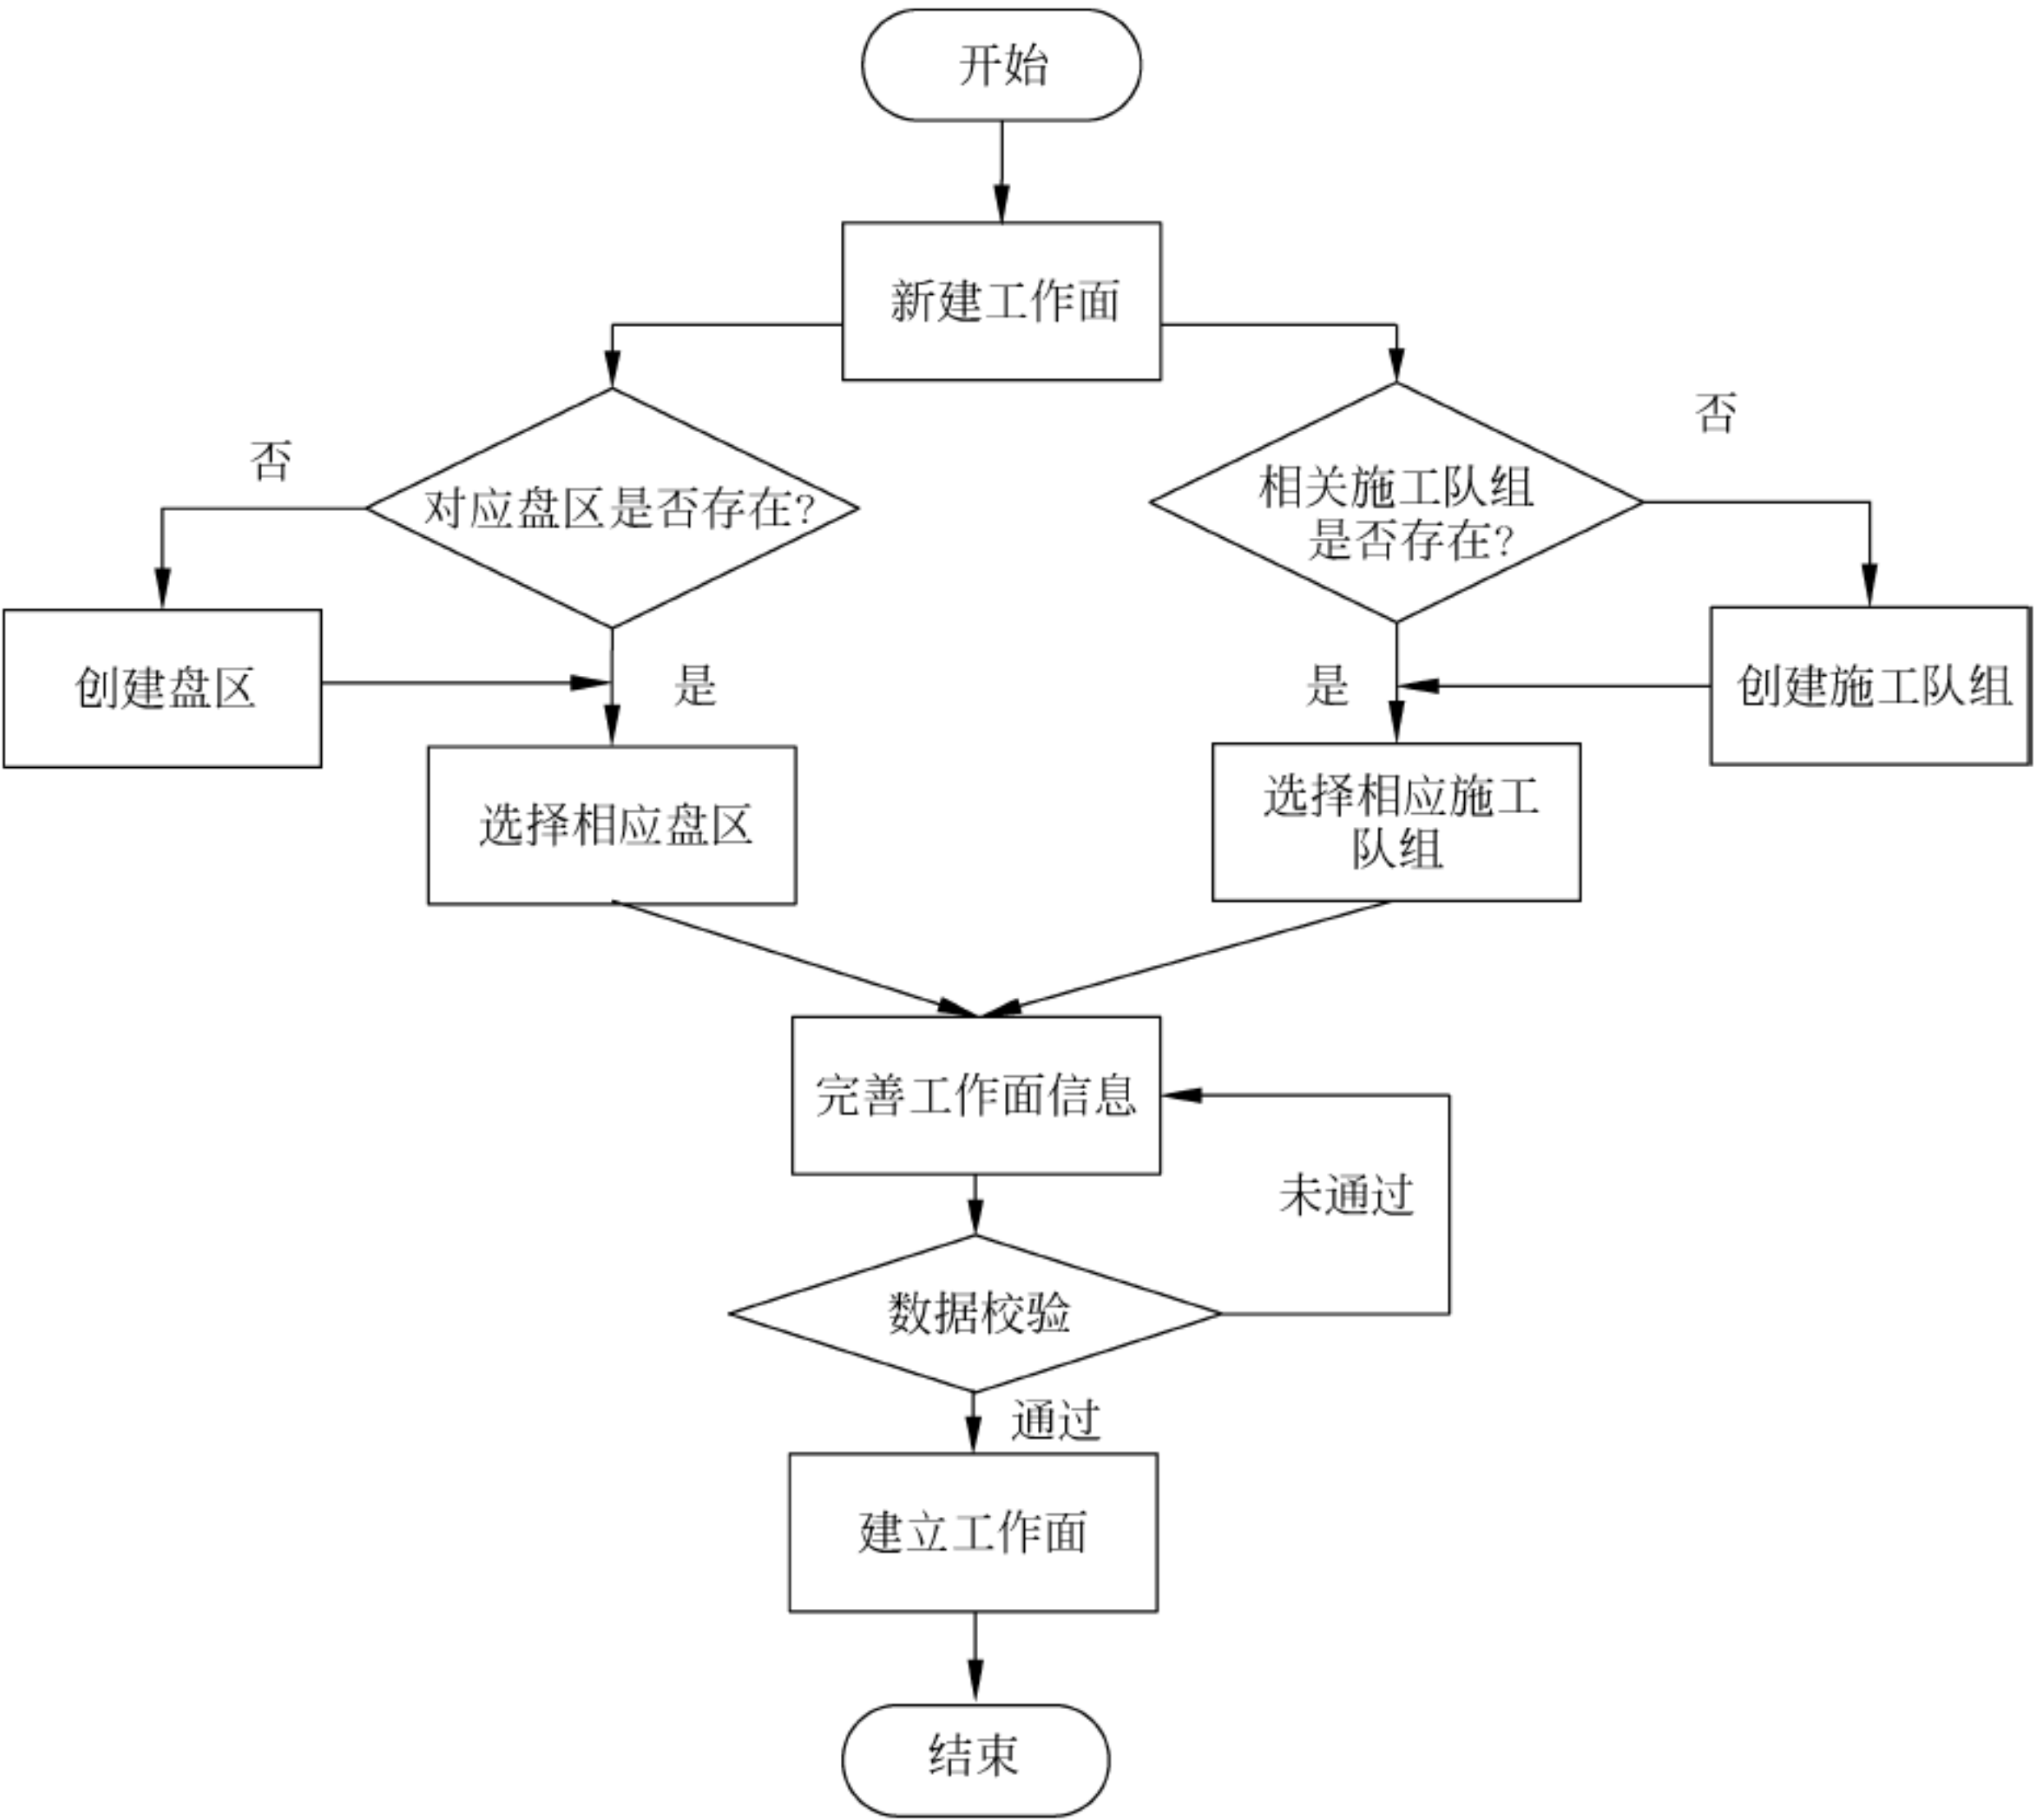 开始
新建工作面
否
对应盘区是否存在?
否
相关施工队组
是否存在?
创建盘区
是
是
创建施工队组
选择相应盘区
选择相应施工
队组
完善工作面信息
未通过
数据校验
通过
建立工作面
结束